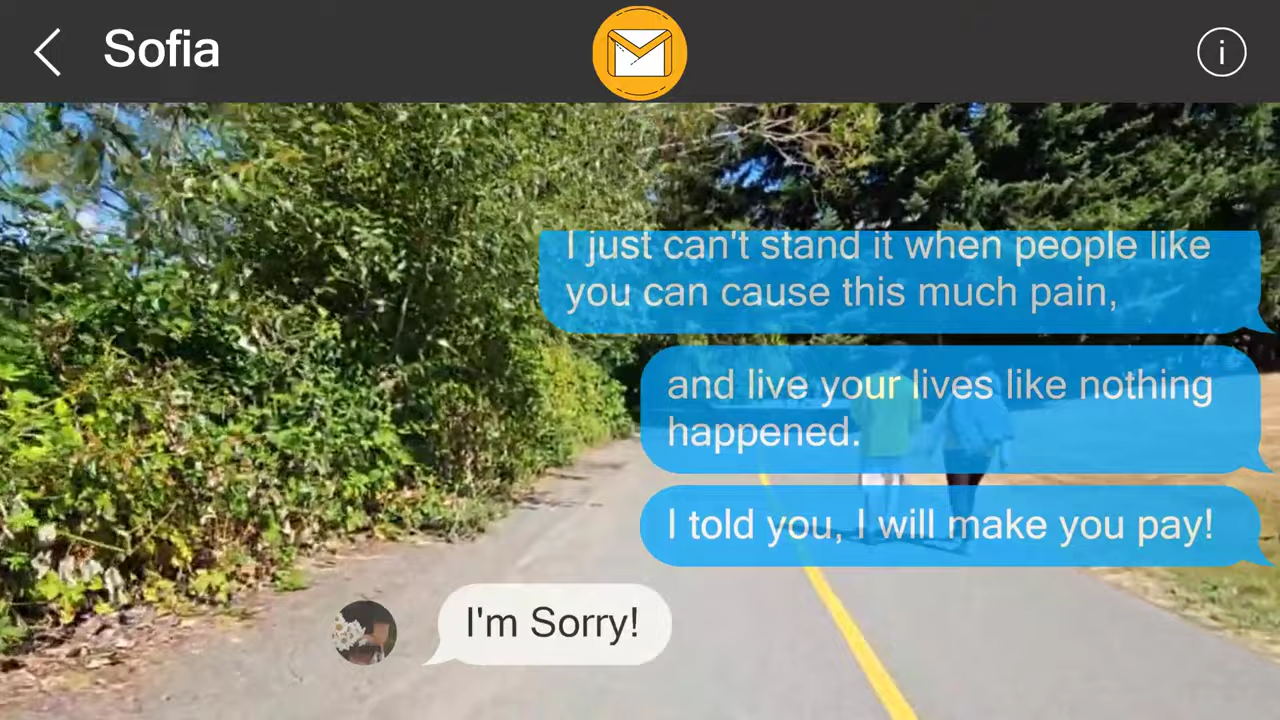 Sofia
i
I just can't stand it when people like
you can cause this much pain,
and live your lives like nothing
happened.
I told you, I will make you pay!
I'm Sorry!